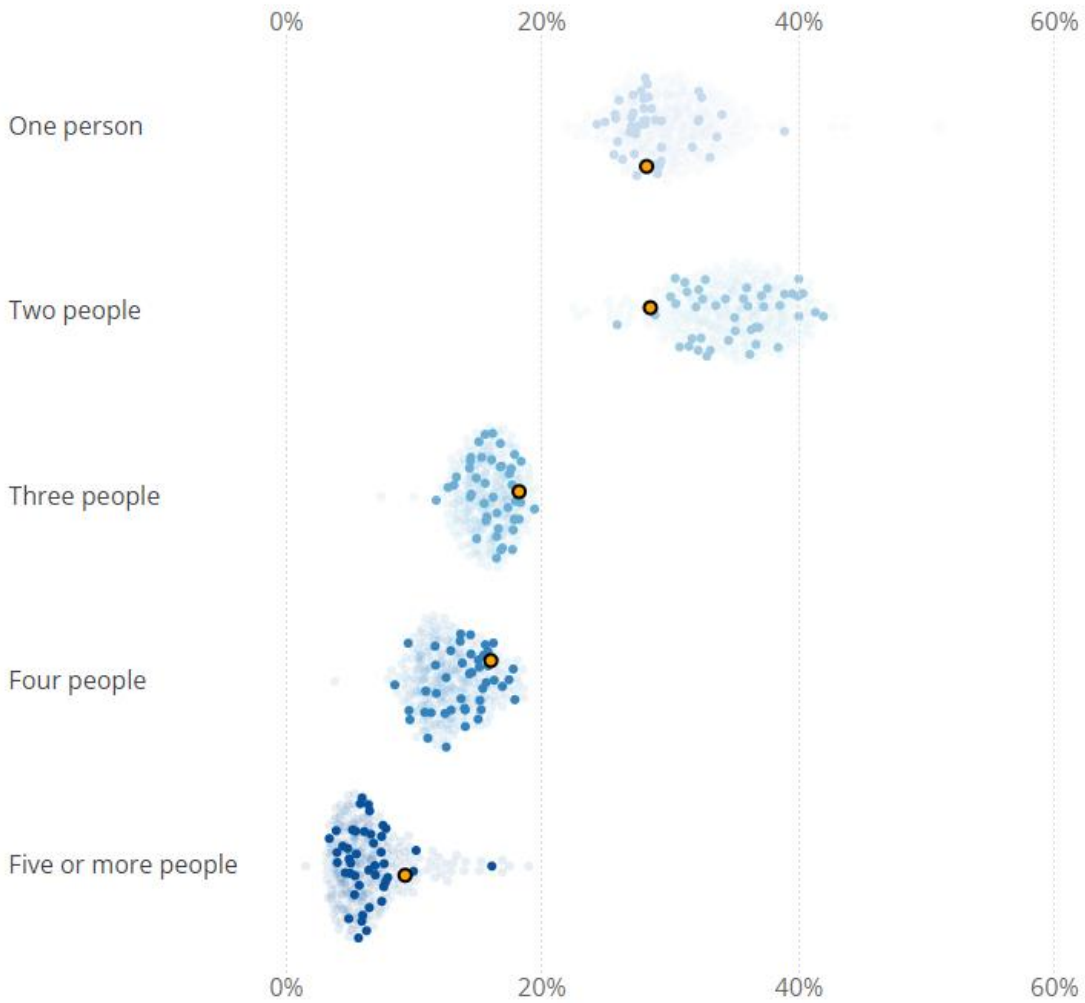 0% 20% 40% 60%
One person
Two people
Three people
Four people
Five or more people
0% 20% 40% 60%